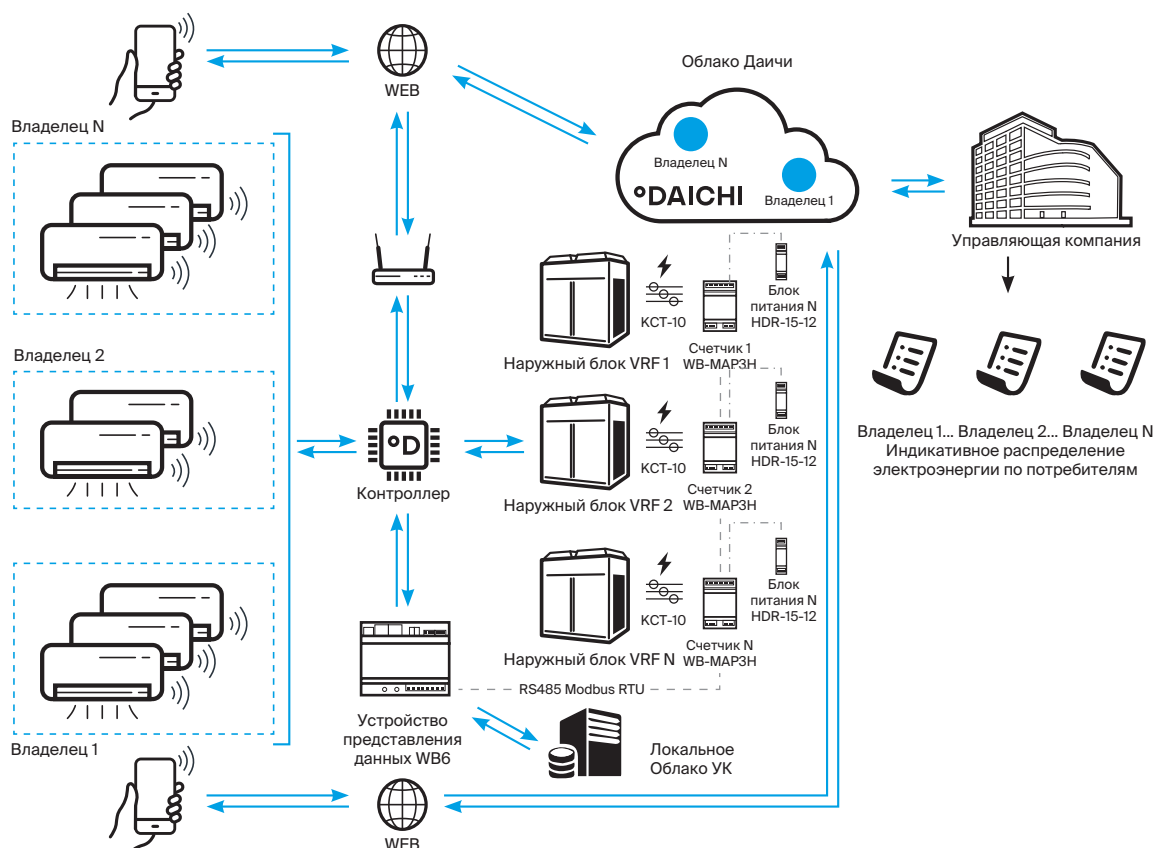 WEB
Облако Даичи
Владелец N
Владелец N
Владелец 1
°DAICHI
Управляющая компания
KCT-10
Блок
питания N
HDR-15-12
Наружный блок VRF 1
Счетчик 1
WB-MAP3H
Владелец 2
°D
Контроллер
KCT-10
Блок
питания N
HDR-15-12
Наружный блок VRF 2
Счетчик 2
WB-MAP3H
Владелец 1... Владелец 2... Владелец N
Индикативное распределение
электроэнергии по потребителям
KCT-10
Блок
питания N
HDR-15-12
Наружный блок VRF N
Счетчик N
WB-MAP3H
RS485 Modbus RTU
Устройство
представления
данных WB6
Локальное
Облако УК
Владелец 1
WEB